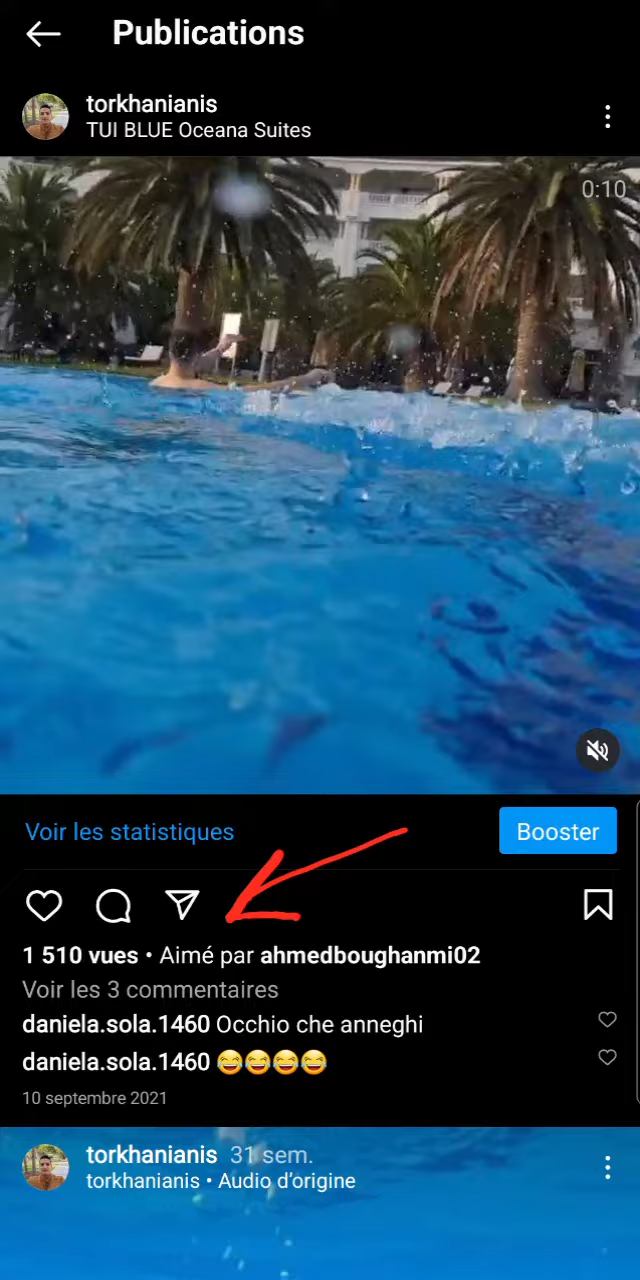 Publications
torkhanianis
TUI BLUE Oceana Suites
0:10
Voir les statistiques
Booster
1 510 vues • Aimé par ahmedboughanmi02
Voir les 3 commentaires
daniela.sola.1460 Occhio che anneghi
daniela.sola.1460 😂😂😂😂
10 septembre 2021
torkhanianis 31 sem.
torkhanianis • Audio d’origine